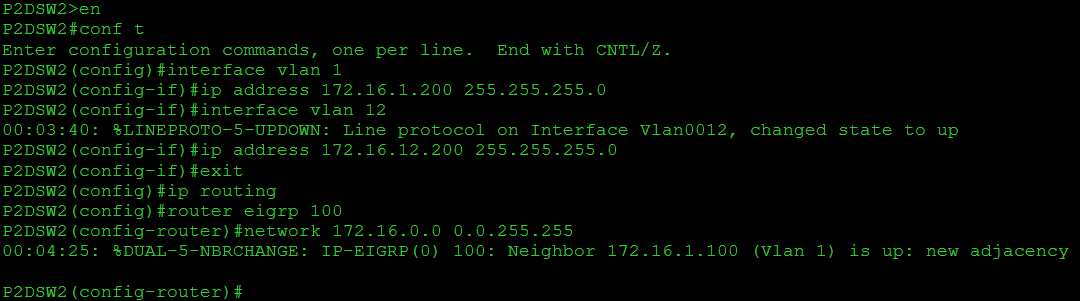 P2DSW2>en
P2DSW2#conf t
Enter configuration commands, one per line.  End with CNTL/Z.
P2DSW2(config)#interface vlan 1
P2DSW2(config-if)#ip address 172.16.1.200 255.255.255.0
P2DSW2(config-if)#interface vlan 12
00:03:40: %LINEPROTO-5-UPDOWN: Line protocol on Interface Vlan0012, changed state to up
P2DSW2(config-if)#ip address 172.16.12.200 255.255.255.0
P2DSW2(config-if)#exit
P2DSW2(config)#ip routing
P2DSW2(config)#router eigrp 100
P2DSW2(config-router)#network 172.16.0.0 0.0.255.255
00:04:25: %DUAL-5-NBRCHANGE: IP-EIGRP(0) 100: Neighbor 172.16.1.100 (Vlan 1) is up: new adjacency
P2DSW2(config-router)#